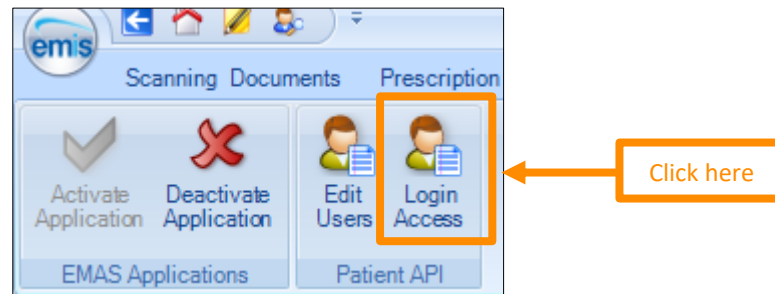 emis
Scanning Documents Prescription
Activate Application
Deactivate Application
Edit Users
Login Access
EMAS Applications
Patient API
Click here